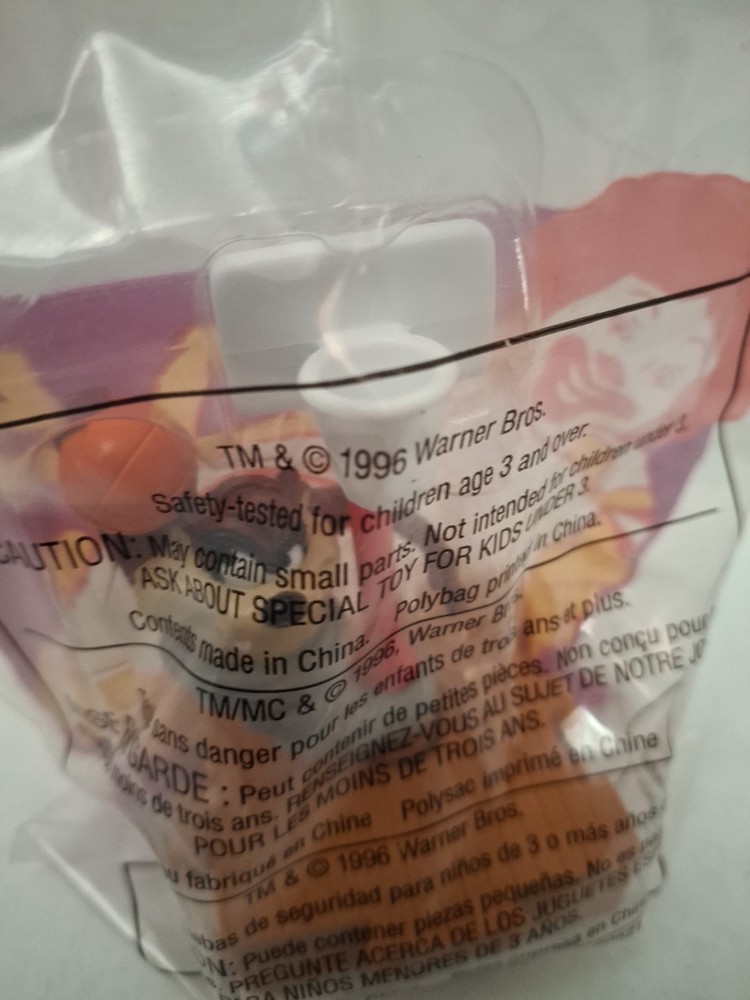 TM & © 1996 Warner Bros.
Safety-tested for children age 3 and over.
CAUTION: May contain small parts. Not intended for children under 3.
ASK ABOUT SPECIAL TOY FOR KIDS UNDER 3.
Contents made in China. Polybag in China.
TM/MC & © 1996, Warner
sans danger pour les enfants de trois ans et plus.
GARDE : Peut contenir de petites pièces. Non conçu pour
moins de trois ans. RENSEIGNEZ-VOUS AU SUJET DE NOTRE JO
POUR LES MOINS DE TROIS ANS.
fabriqué en Chine Polysac imprimé en Chine
TM & © 1996 Warner Bros.
bas de seguridad para niños de 3 o más años.
N: Puede contener piezas pequeñas. No
PREGUNTE ACERCA DE LOS JUGUETES
PARA NIÑOS MENORES DE 3 AÑOS.